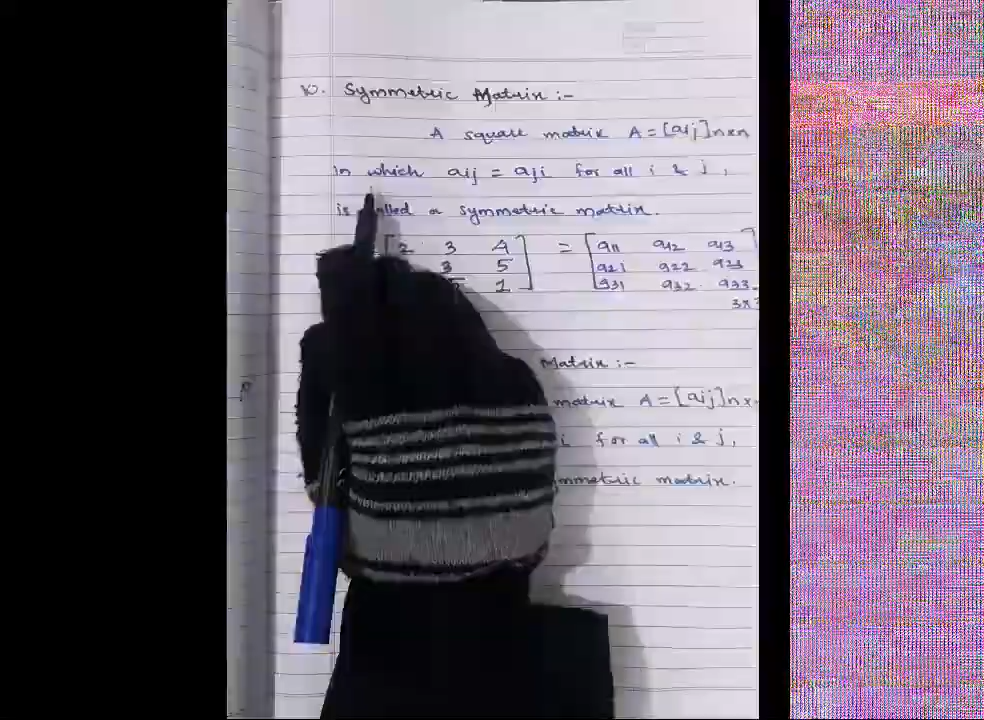 10. Symmetric Matrix :-
A square matrix A = [aij]n×n
in which aij = aji for all i & j,
is called a symmetric matrix.
[2 3 4] = [a11 a12 a13]
3 5 a21 a22 a23
1 a31 a32 a33
3×3
Matrix :-
matrix A = [aij]n×
i for all i & j,
mmetric matrix.